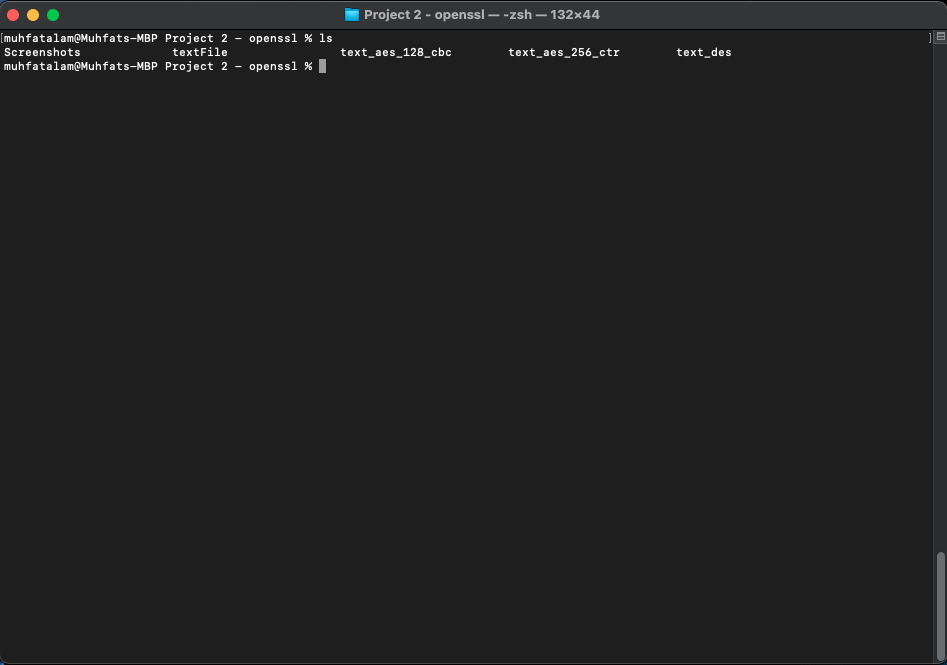 Project 2 - openssl — -zsh — 132×44
[muhfatalam@Muhfats-MBP Project 2 - openssl % ls ]
Screenshots textFile text_aes_128_cbc text_aes_256_ctr text_des
muhfatalam@Muhfats-MBP Project 2 - openssl %